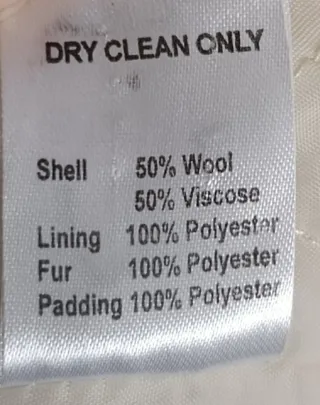 DRY CLEAN ONLY
Shell 50% Wool
50% Viscose
Lining 100% Polyester
Fur 100% Polyester
Padding 100% Polyester